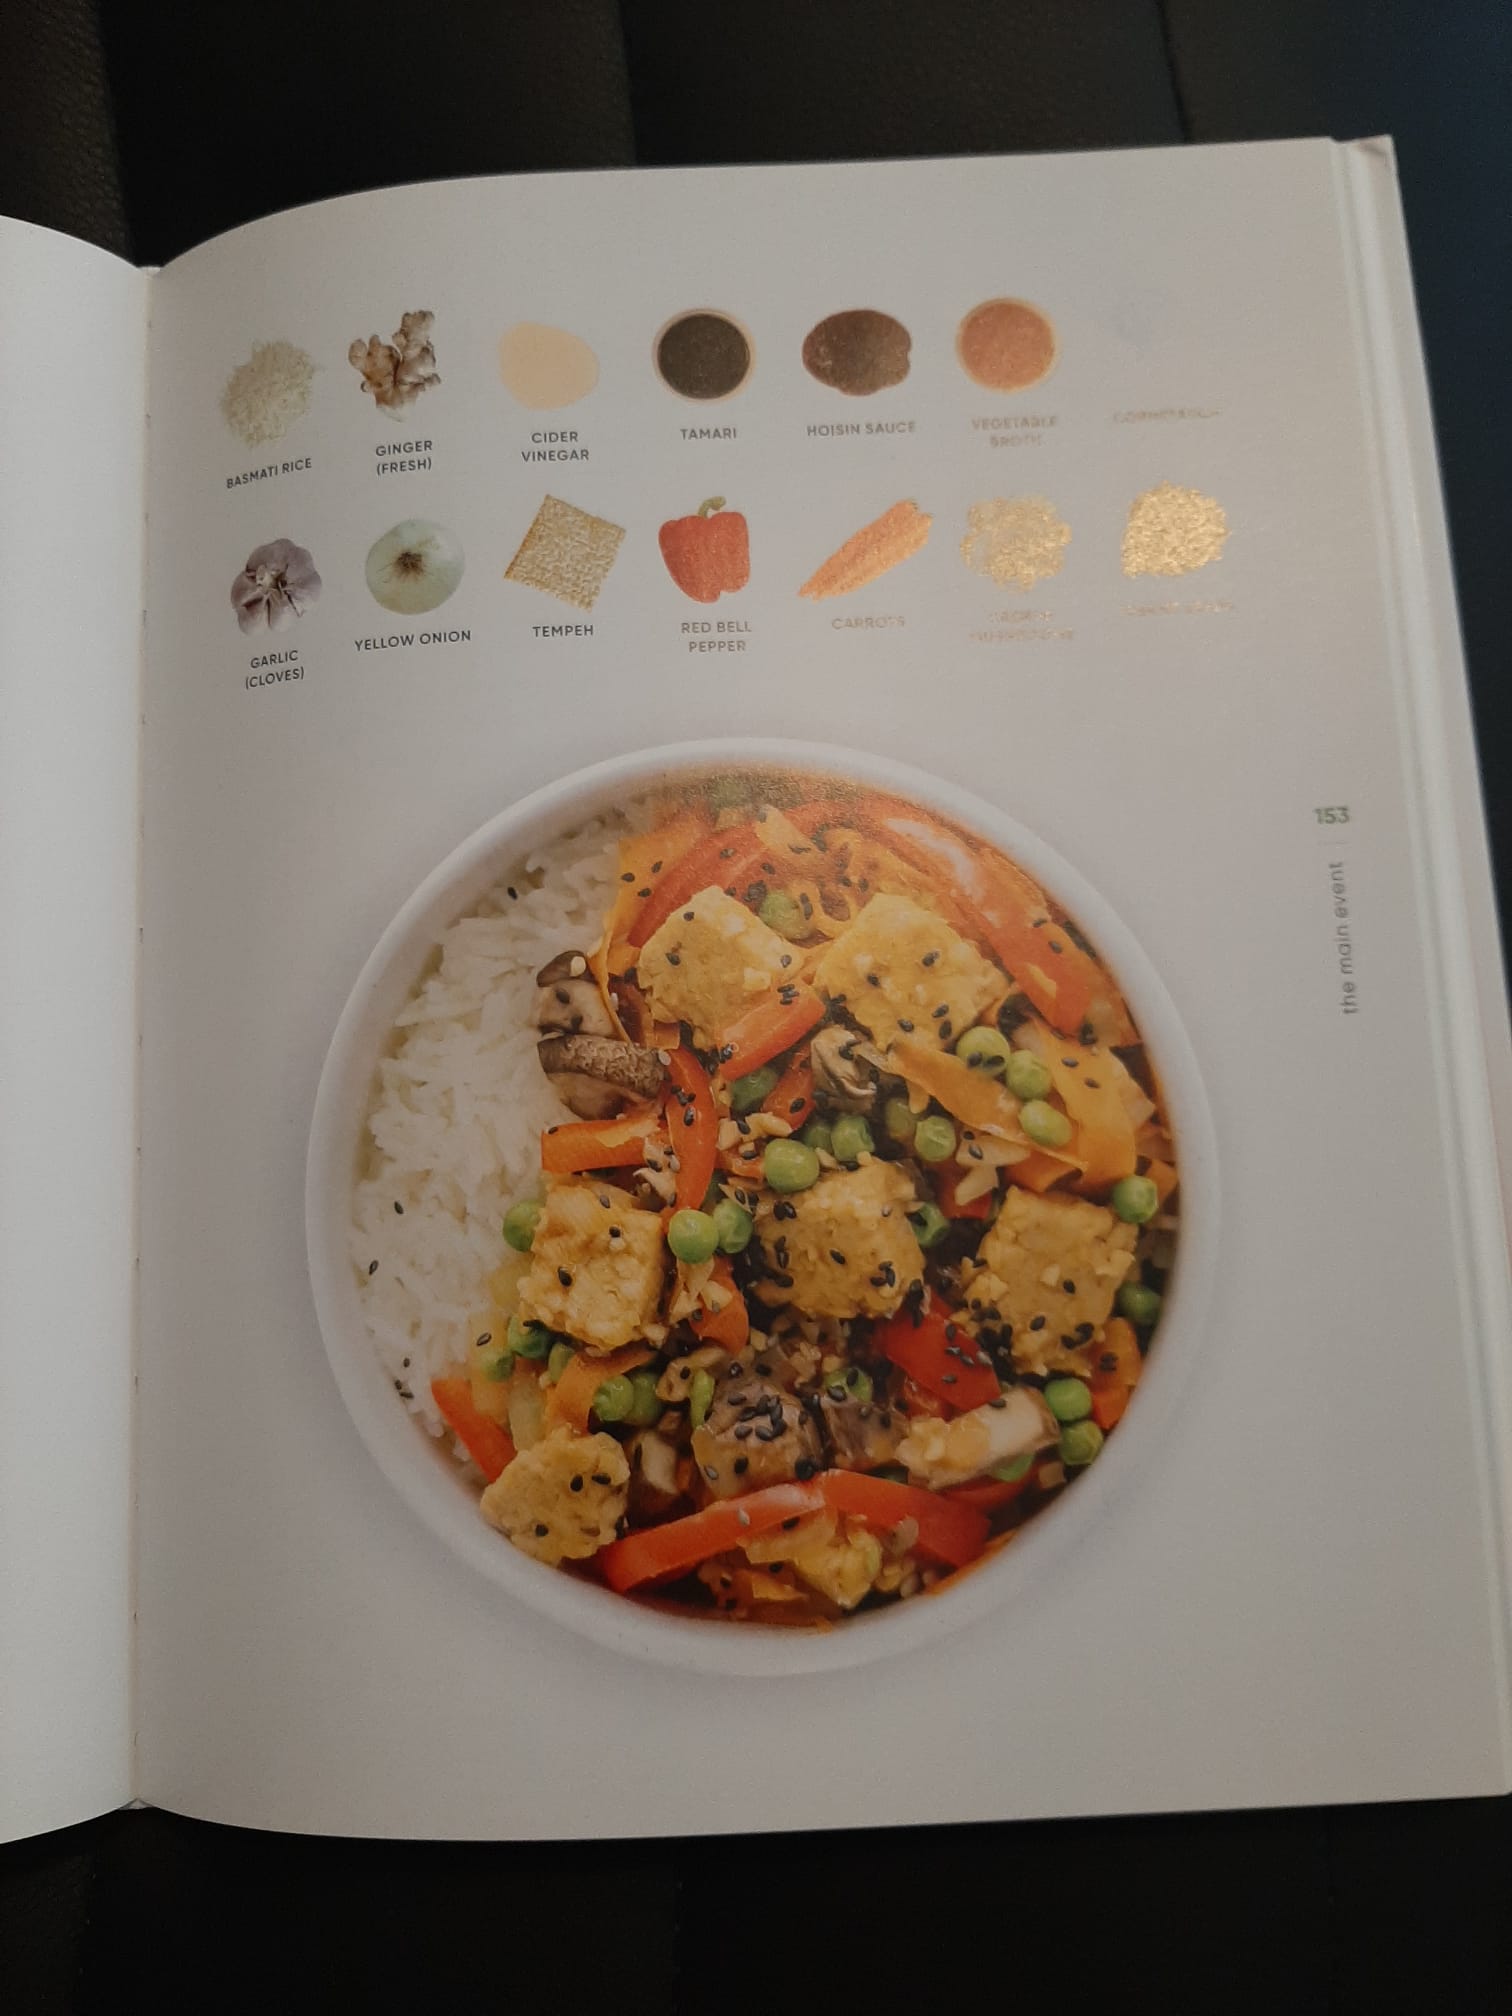 BASMATI RICE
GINGER
(FRESH)
CIDER
VINEGAR
TAMARI
HOISIN SAUCE
VEGETABLE
BROTH
CORNSTARCH
GARLIC
(CLOVES)
YELLOW ONION
TEMPEH
RED BELL
PEPPER
CARROTS
153
the main event